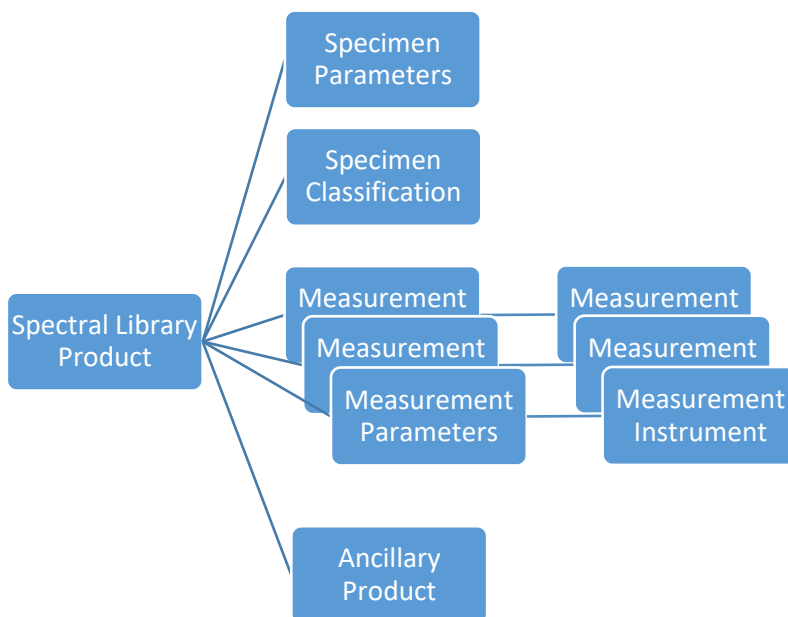 Specimen
Parameters
Specimen
Classification
Spectral Library
Product
Measurement
Measurement
Measurement
Parameters
Measurement
Measurement
Measurement
Instrument
Ancillary
Product